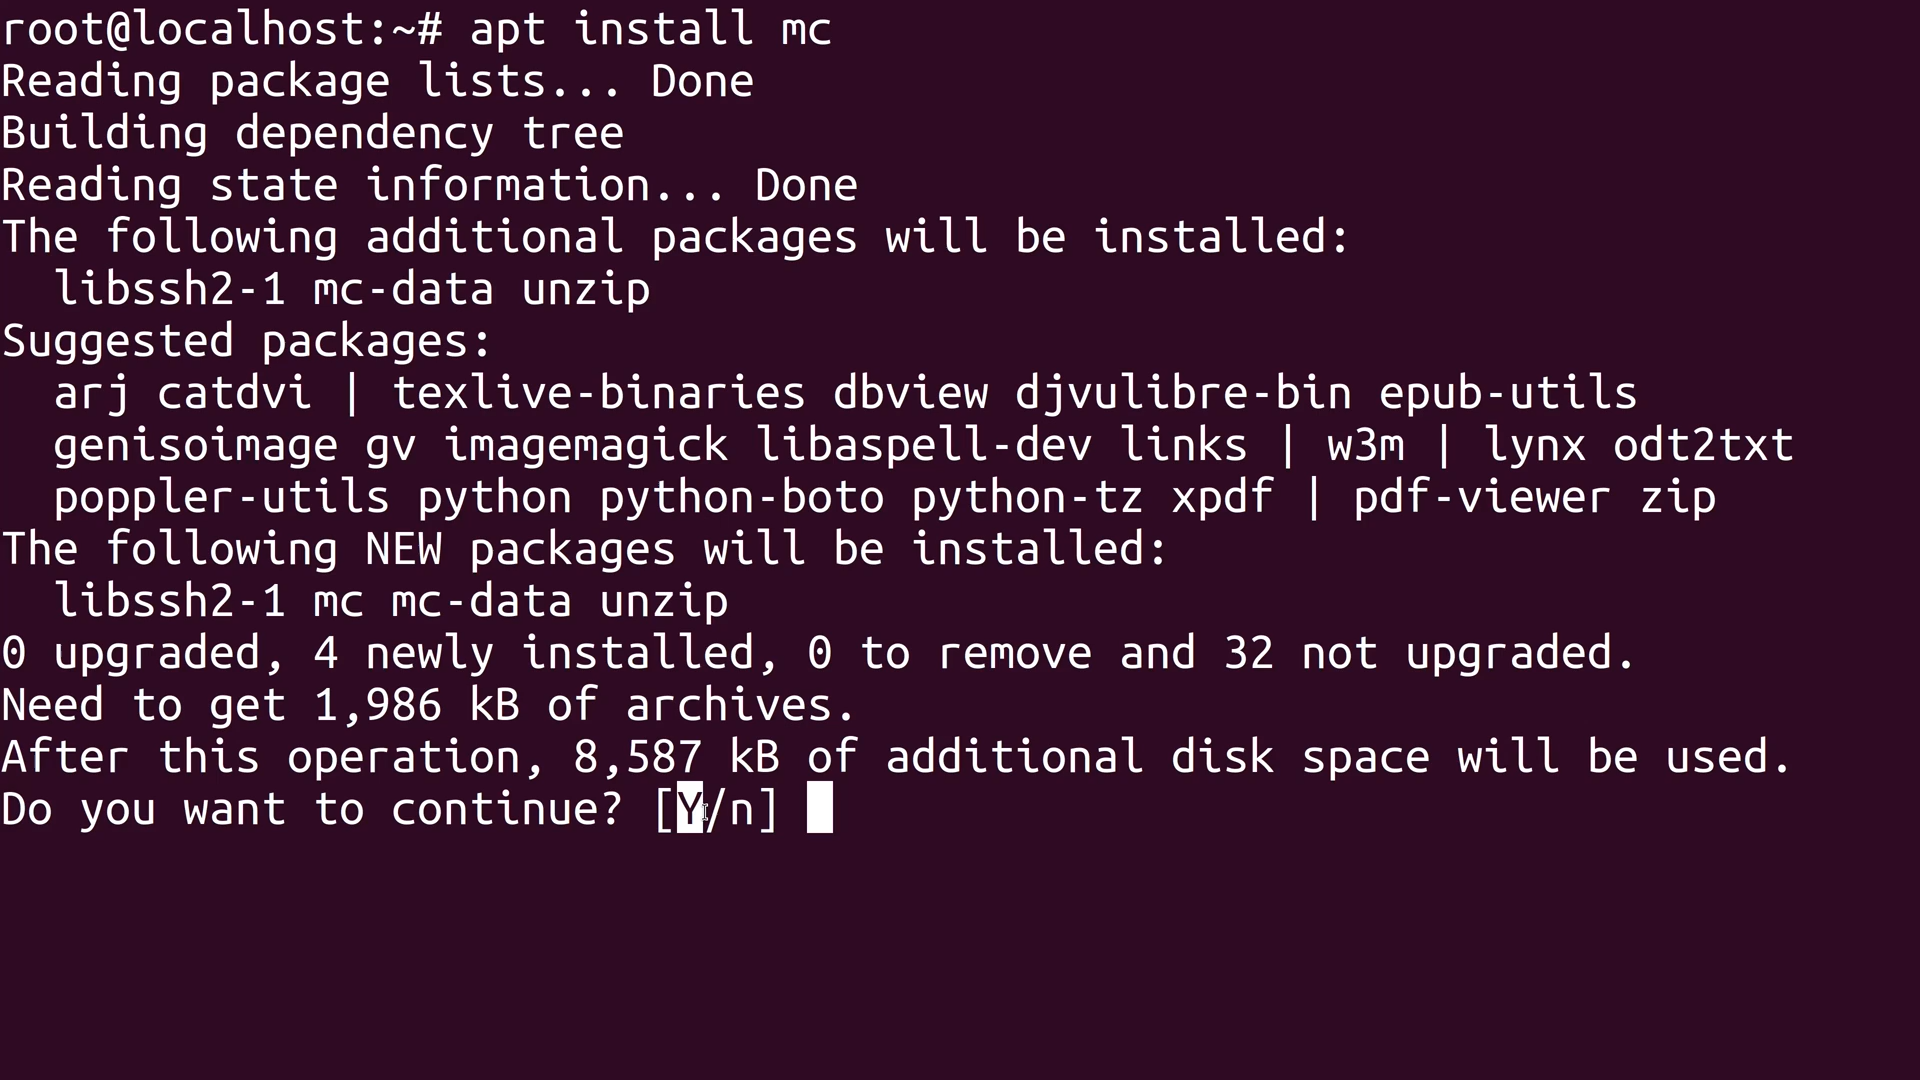 root@localhost:~# apt install mc
Reading package lists... Done
Building dependency tree
Reading state information... Done
The following additional packages will be installed:
  libssh2-1 mc-data unzip
Suggested packages:
  arj catdvi | texlive-binaries dbview djvulibre-bin epub-utils
  genisoimage gv imagemagick libaspell-dev links | w3m | lynx odt2txt
  poppler-utils python python-boto python-tz xpdf | pdf-viewer zip
The following NEW packages will be installed:
  libssh2-1 mc mc-data unzip
0 upgraded, 4 newly installed, 0 to remove and 32 not upgraded.
Need to get 1,986 kB of archives.
After this operation, 8,587 kB of additional disk space will be used.
Do you want to continue? [Y/n]